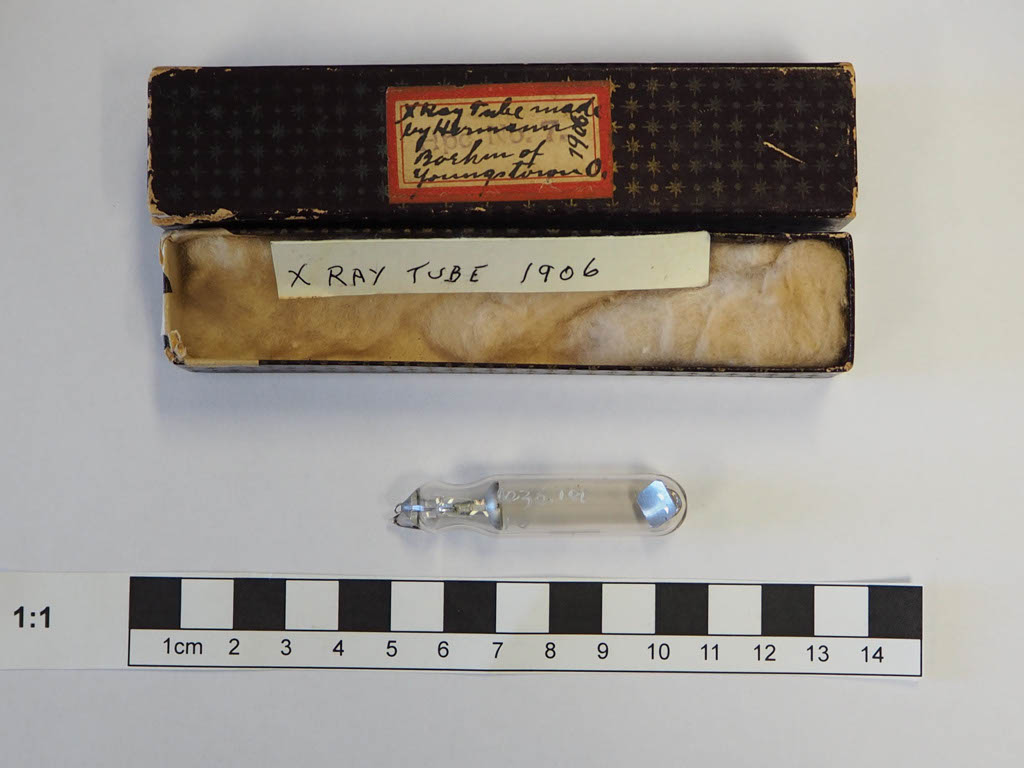 X Ray Tube made
by Hermann
Boehm of
Youngstown O.
1906
X RAY TUBE 1906
1:1
1cm 2 3 4 5 6 7 8 9 10 11 12 13 14